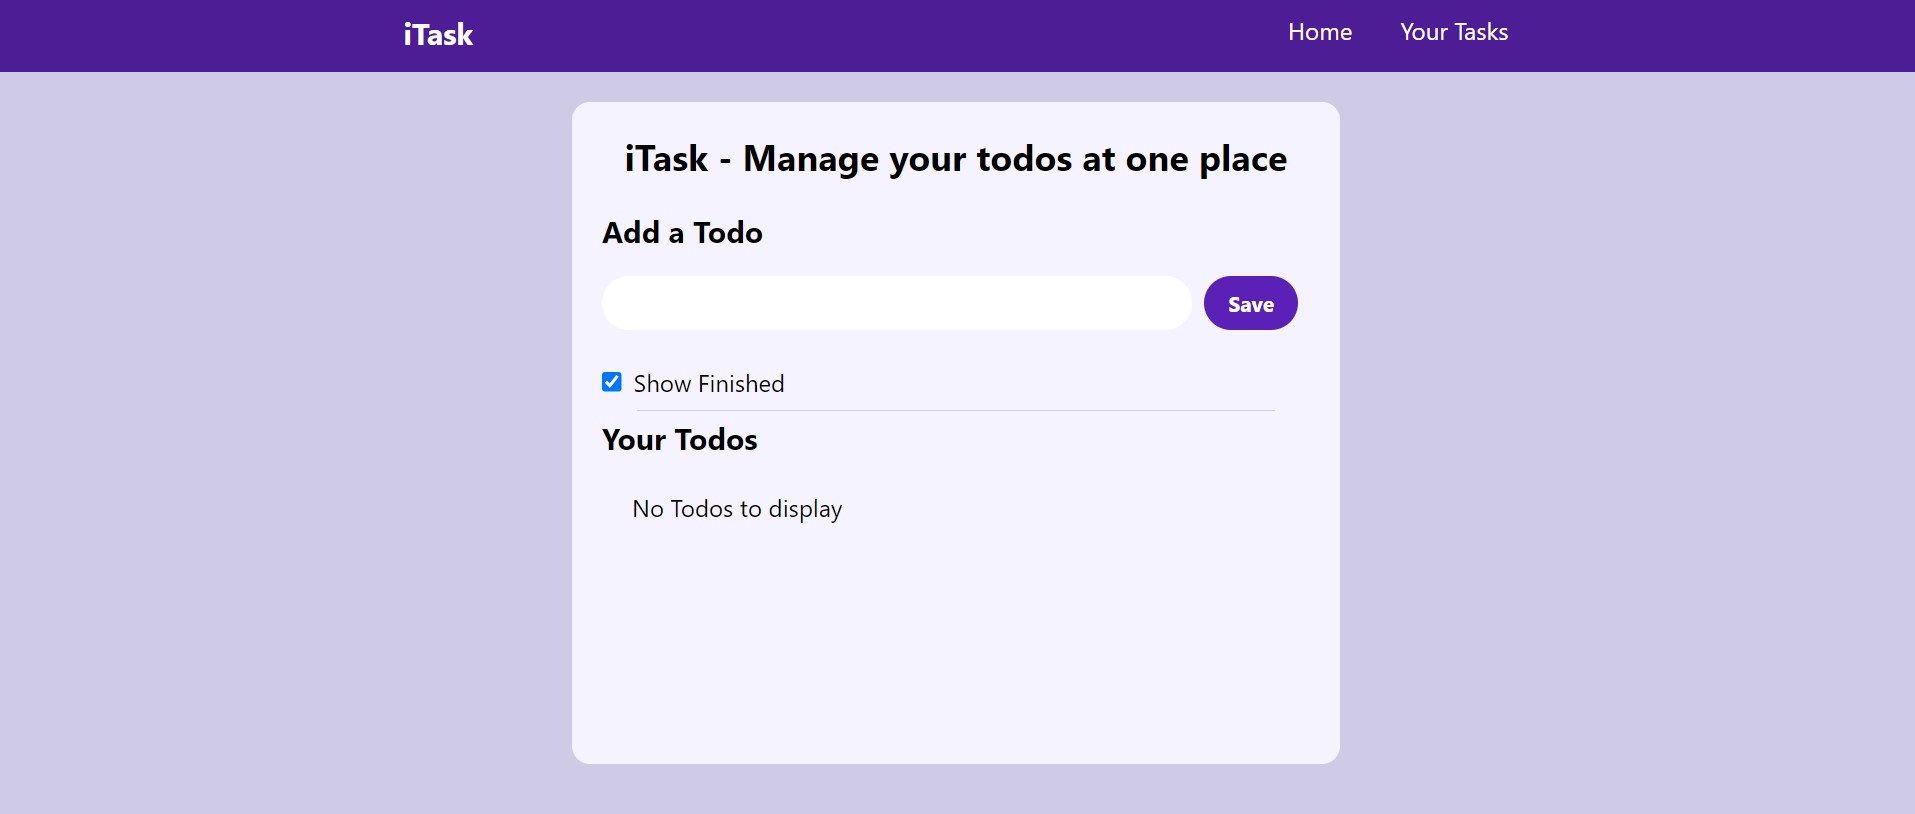 iTask
Home
Your Tasks
iTask - Manage your todos at one place
Add a Todo
Save
Show Finished
Your Todos
No Todos to display